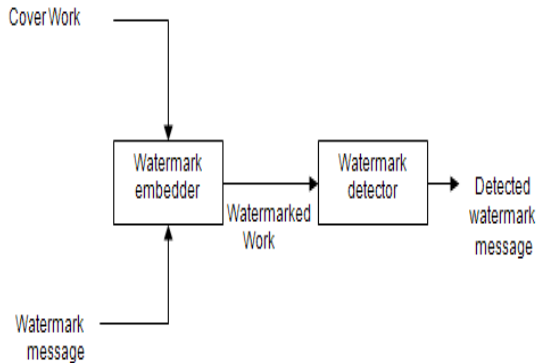 Cover Work
Watermark
embedder
Watermark
detector
Watermarked
Work
Detected
watermark
message
Watermark
message